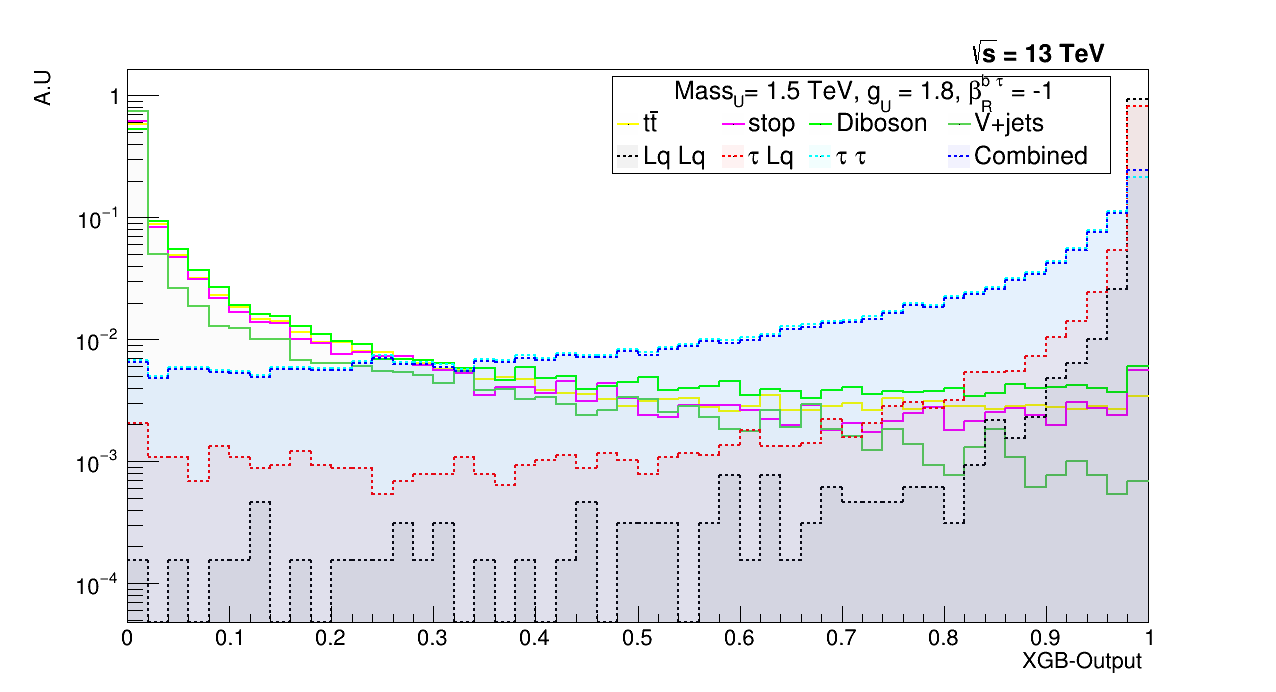 √s = 13 TeV
A.U
Mass_U= 1.5 TeV, g_U = 1.8, β_R^{b τ} = -1
tt̄ stop Diboson V+jets
Lq Lq τ Lq τ τ Combined
1
10⁻¹
10⁻²
10⁻³
10⁻⁴
0 0.1 0.2 0.3 0.4 0.5 0.6 0.7 0.8 0.9 1
XGB-Output